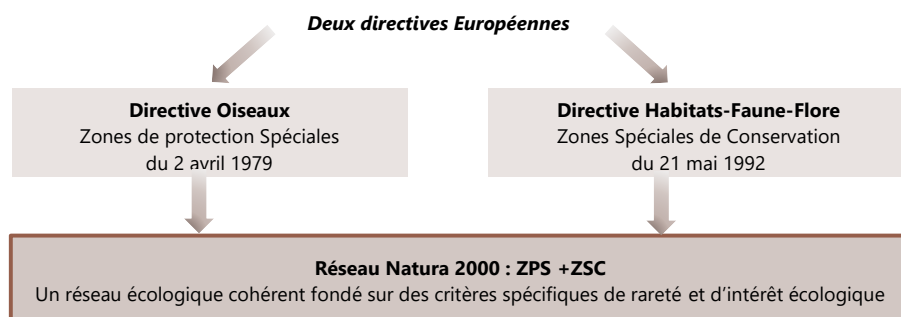 Deux directives Européennes
Directive Oiseaux
Zones de protection Spéciales
du 2 avril 1979
Directive Habitats-Faune-Flore
Zones Spéciales de Conservation
du 21 mai 1992
Réseau Natura 2000 : ZPS +ZSC
Un réseau écologique cohérent fondé sur des critères spécifiques de rareté et d’intérêt écologique